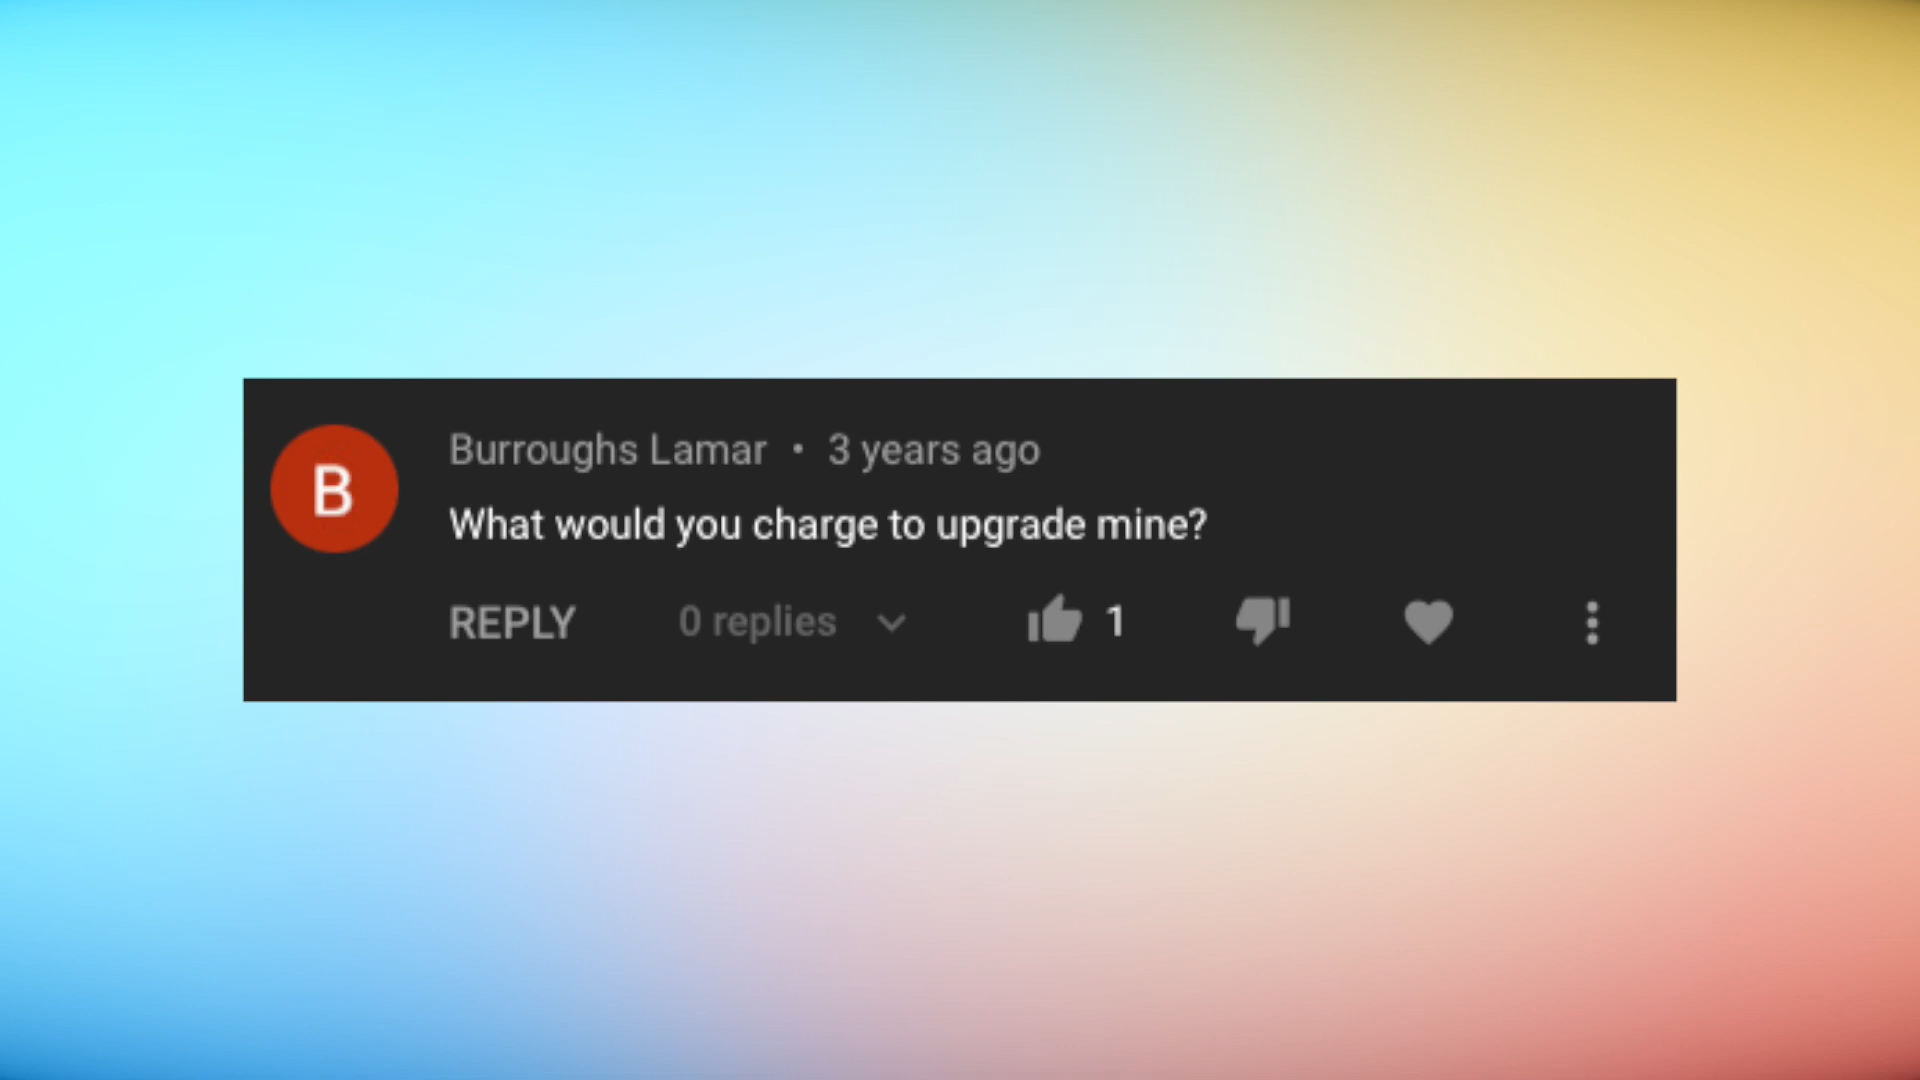 B
Burroughs Lamar • 3 years ago
What would you charge to upgrade mine?
REPLY 0 replies 1